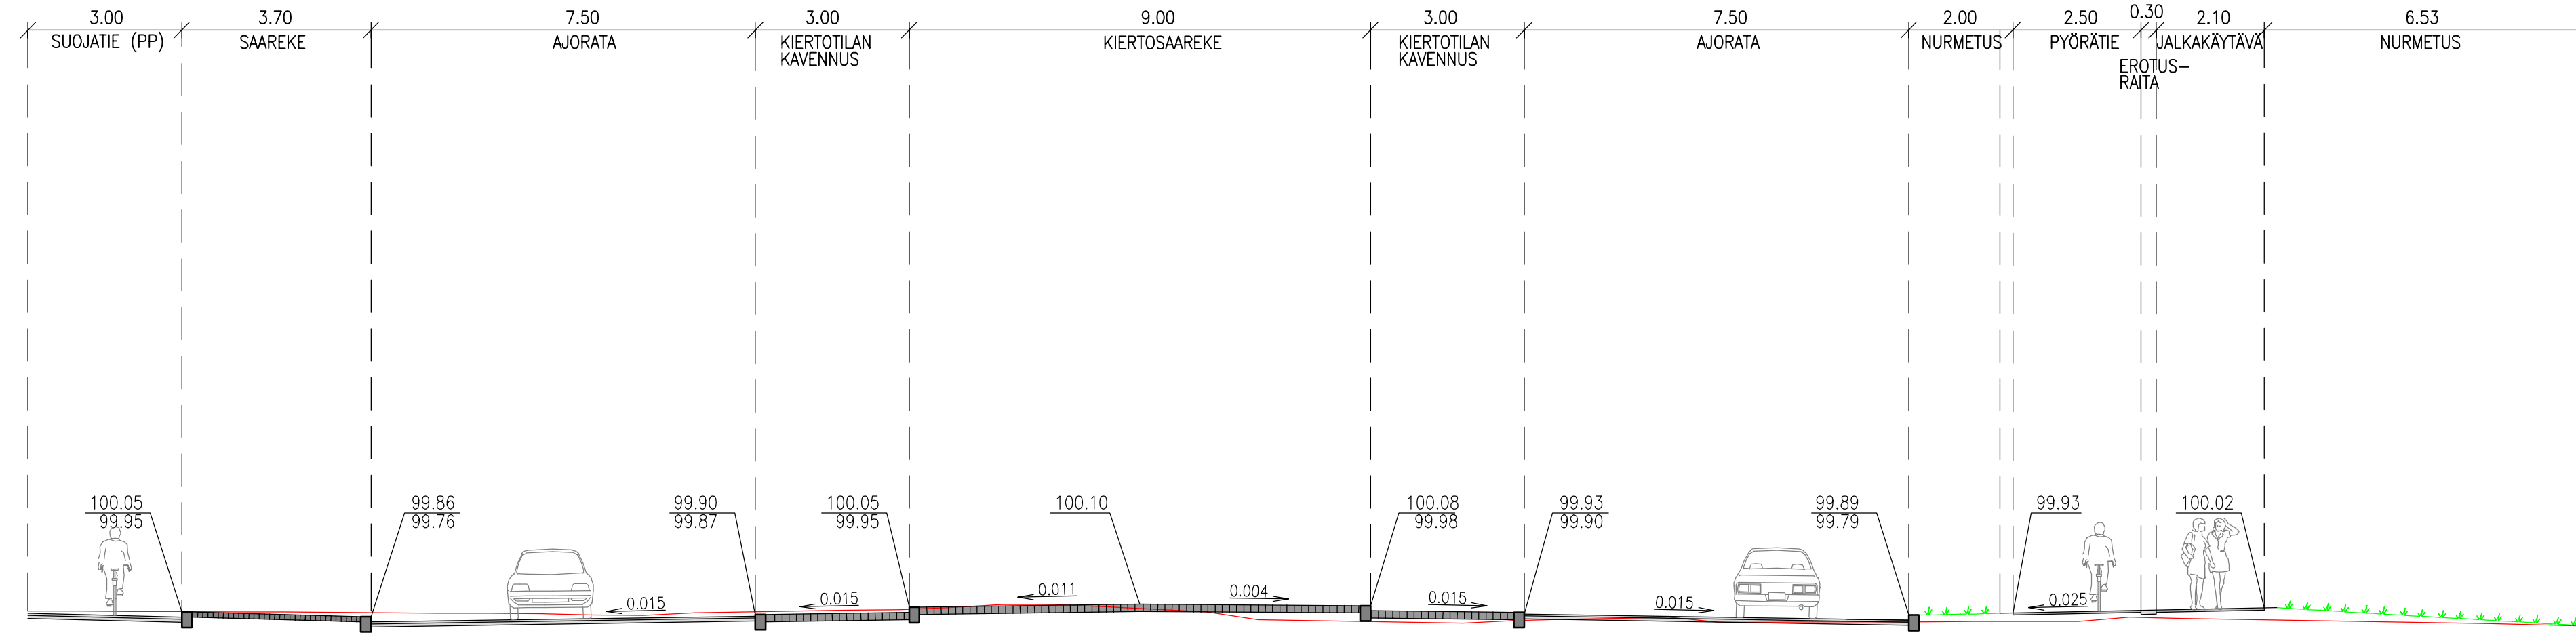 3.00 3.70 7.50 3.00 9.00 3.00 7.50 2.00 2.50 0.30 2.10 6.53
SUOJATIE (PP) SAAREKE AJORATA KIERTOTILAN KIERTOSAAREKE KIERTOTILAN AJORATA NURMETUS PYÖRÄTIE JALKAKÄYTÄVÄ NURMETUS
KAVENNUS KAVENNUS
EROTUS-
RAITA
100.05 99.86 99.90 100.05 100.10 100.08 99.93 99.89 99.93 100.02
99.95 99.76 99.87 99.95 99.98 99.90 99.79
0.015 0.015 0.011 0.004 0.015 0.015 0.025